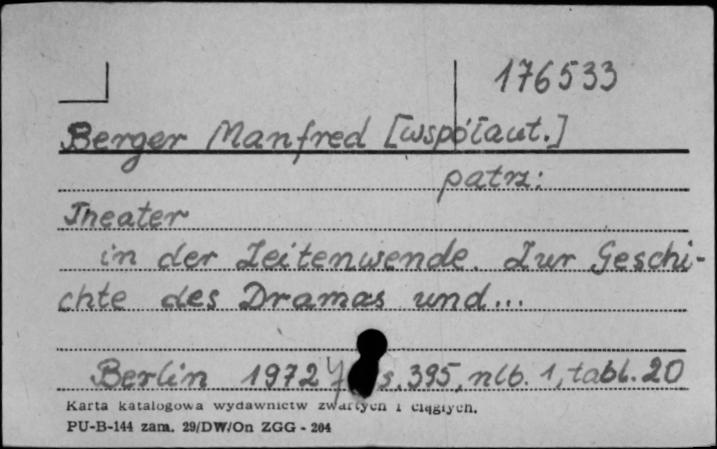 176533
Berger Manfred [współaut.]
patrz:
Theater
in der Zeitenwende. Zur Geschi-
chte des Dramas und...
Berlin 1972 s. 395, nlb. 1, tabl. 20
Karta katalogowa wydawnictw zwartych i ciągłych.
PU-B-144 zam. 29/DW/On ZGG - 204